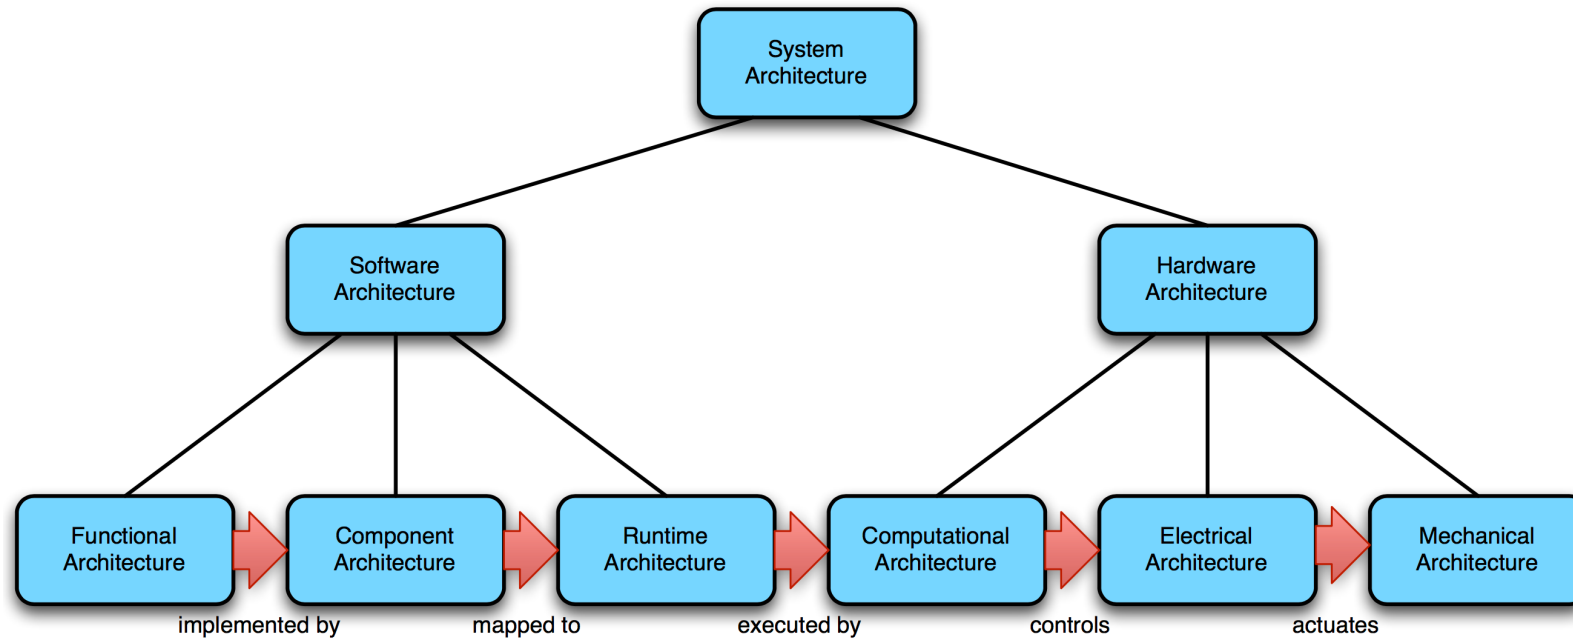 System
Architecture
Software
Architecture
Hardware
Architecture
Functional
Architecture
Component
Architecture
Runtime
Architecture
Computational
Architecture
Electrical
Architecture
Mechanical
Architecture
implemented by
mapped to
executed by
controls
actuates